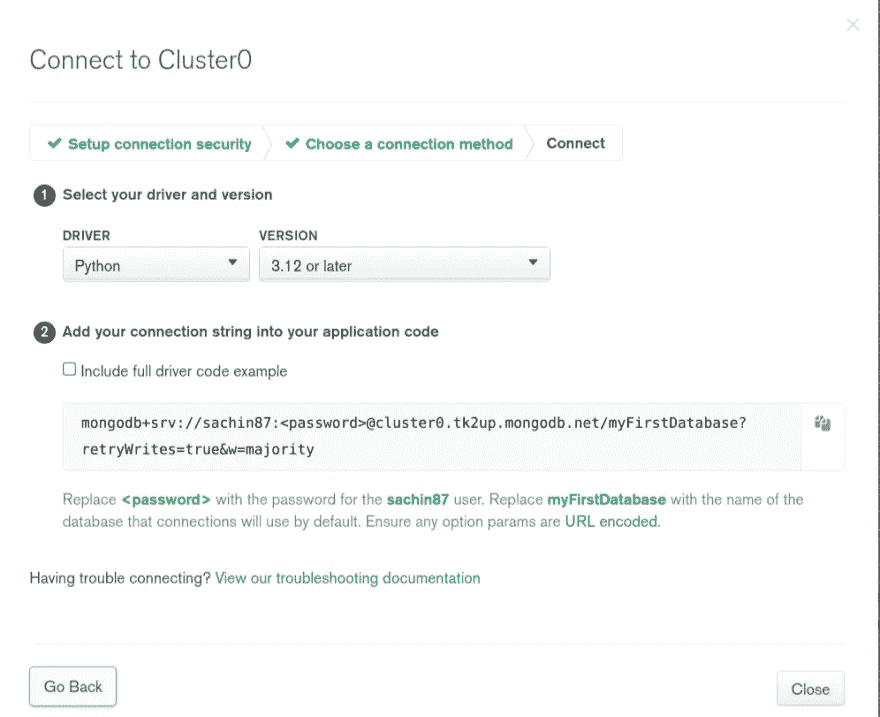 Connect to Cluster0
✔ Setup connection security ✔ Choose a connection method Connect
1 Select your driver and version
DRIVER VERSION
Python 3.12 or later
2 Add your connection string into your application code
Include full driver code example
mongodb+srv://sachin87:<password>@cluster0.tk2up.mongodb.net/myFirstDatabase?
retryWrites=true&w=majority
Replace <password> with the password for the sachin87 user. Replace myFirstDatabase with the name of the
database that connections will use by default. Ensure any option params are URL encoded.
Having trouble connecting? View our troubleshooting documentation
Go Back Close